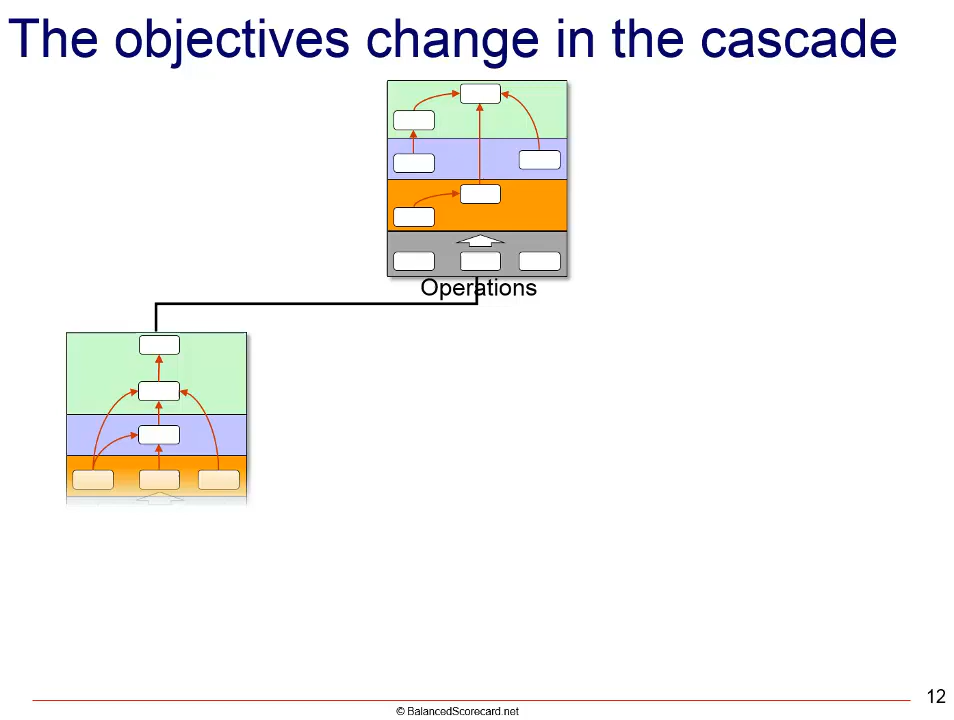 The objectives change in the cascade
Operations
12
© BalancedScorecard.net